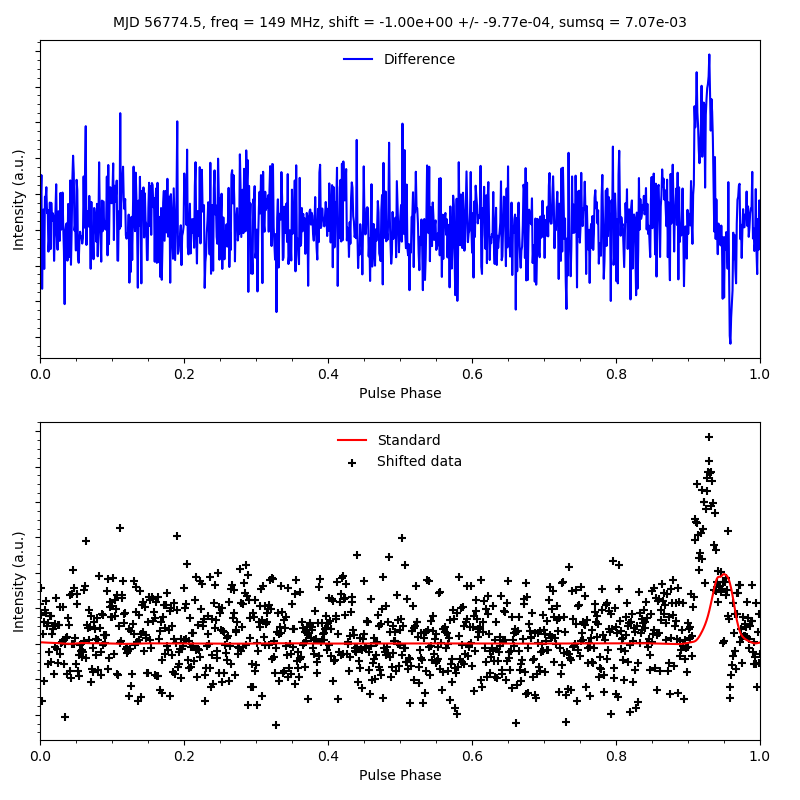 MJD 56774.5, freq = 149 MHz, shift = -1.00e+00 +/- -9.77e-04, sumsq = 7.07e-03
Difference
Intensity (a.u.)
0.0 0.2 0.4 0.6 0.8 1.0
Pulse Phase
Standard
Shifted data
Intensity (a.u.)
0.0 0.2 0.4 0.6 0.8 1.0
Pulse Phase